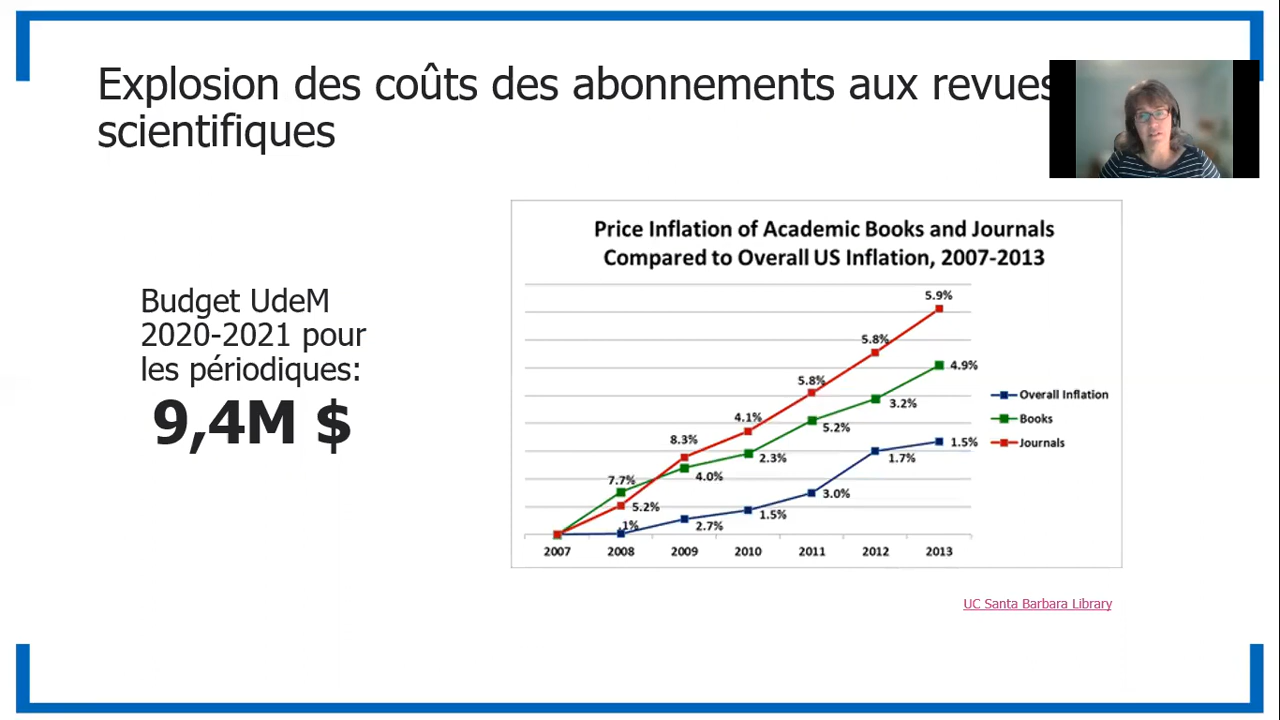 Explosion des coûts des abonnements aux revues
scientifiques
Budget UdeM
2020-2021 pour
les périodiques:
9,4M $
Price Inflation of Academic Books and Journals
Compared to Overall US Inflation, 2007-2013
5.9%
5.8%
4.9%
5.8%
3.2%
4.1%
5.2%
8.3%
2.3%
1.5%
7.7%
4.0%
1.7%
5.2%
3.0%
.1%
2.7%
1.5%
Overall Inflation
Books
Journals
2007 2008 2009 2010 2011 2012 2013
UC Santa Barbara Library